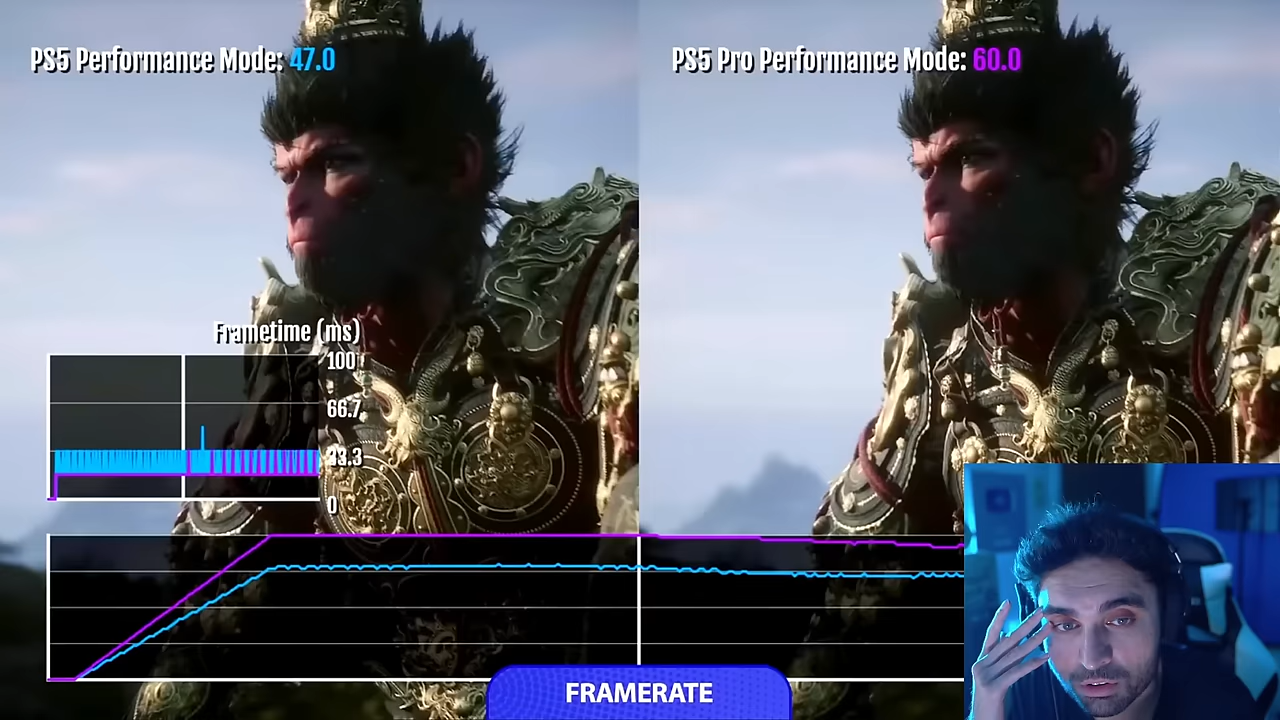 PS5 Performance Mode: 47.0
PS5 Pro Performance Mode: 60.0
Frametime (ms)
100
66.7
33.3
0
FRAMERATE